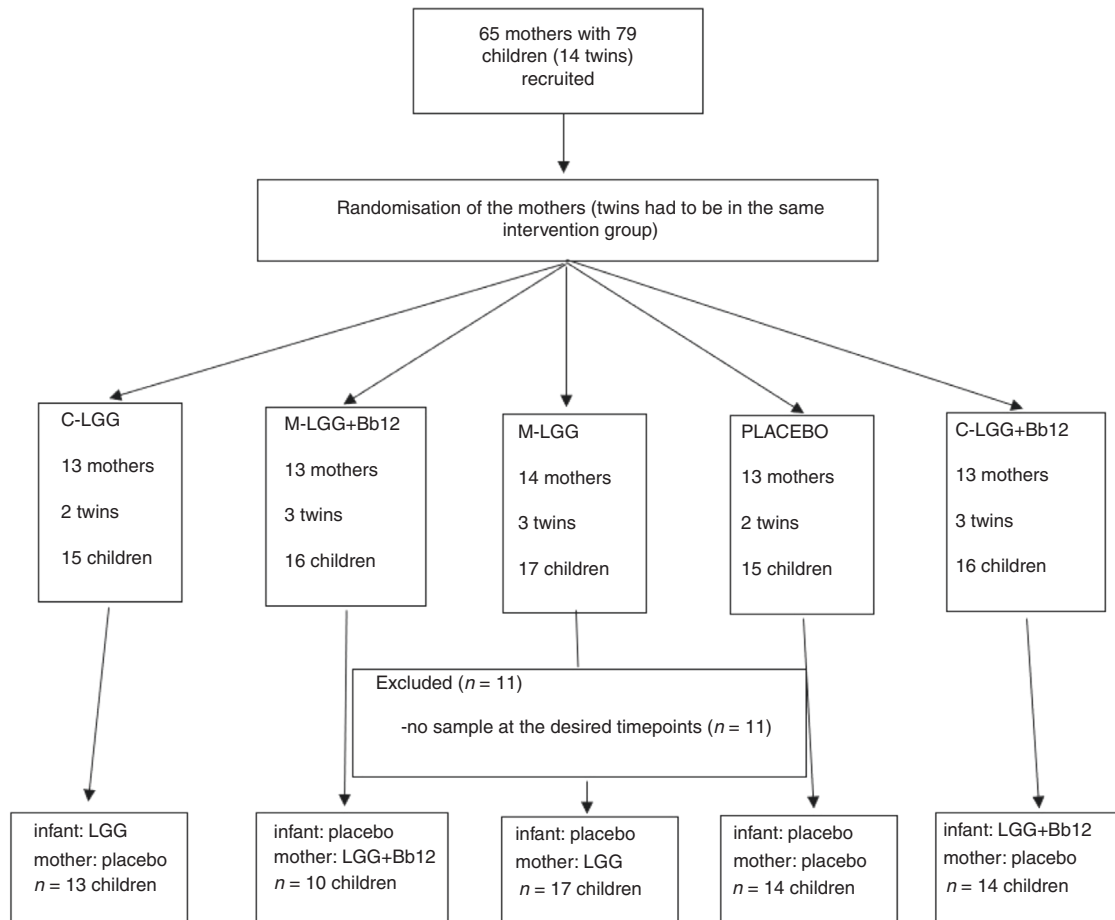 65 mothers with 79
children (14 twins)
recruited
Randomisation of the mothers (twins had to be in the same
intervention group)
C-LGG
13 mothers
2 twins
15 children
M-LGG+Bb12
13 mothers
3 twins
16 children
M-LGG
14 mothers
3 twins
17 children
PLACEBO
13 mothers
2 twins
15 children
C-LGG+Bb12
13 mothers
3 twins
16 children
Excluded (n = 11)
-no sample at the desired timepoints (n = 11)
infant: LGG
mother: placebo
n = 13 children
infant: placebo
mother: LGG+Bb12
n = 10 children
infant: placebo
mother: LGG
n = 17 children
infant: placebo
mother: placebo
n = 14 children
infant: LGG+Bb12
mother: placebo
n = 14 children